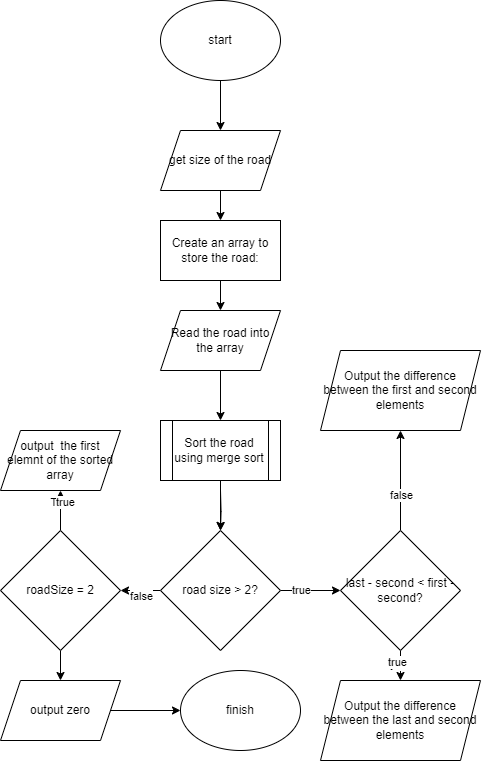 start
get size of the road
Create an array to
store the road:
Read the road into
the array
Output the difference
between the first and second
elements
output  the first
elemnt of the sorted
array
Sort the road
using merge sort
Ttrue
false
roadSize = 2
false
road size > 2?
true
last - second < first -
second?
true
output zero
finish
Output the difference
between the last and second
elements